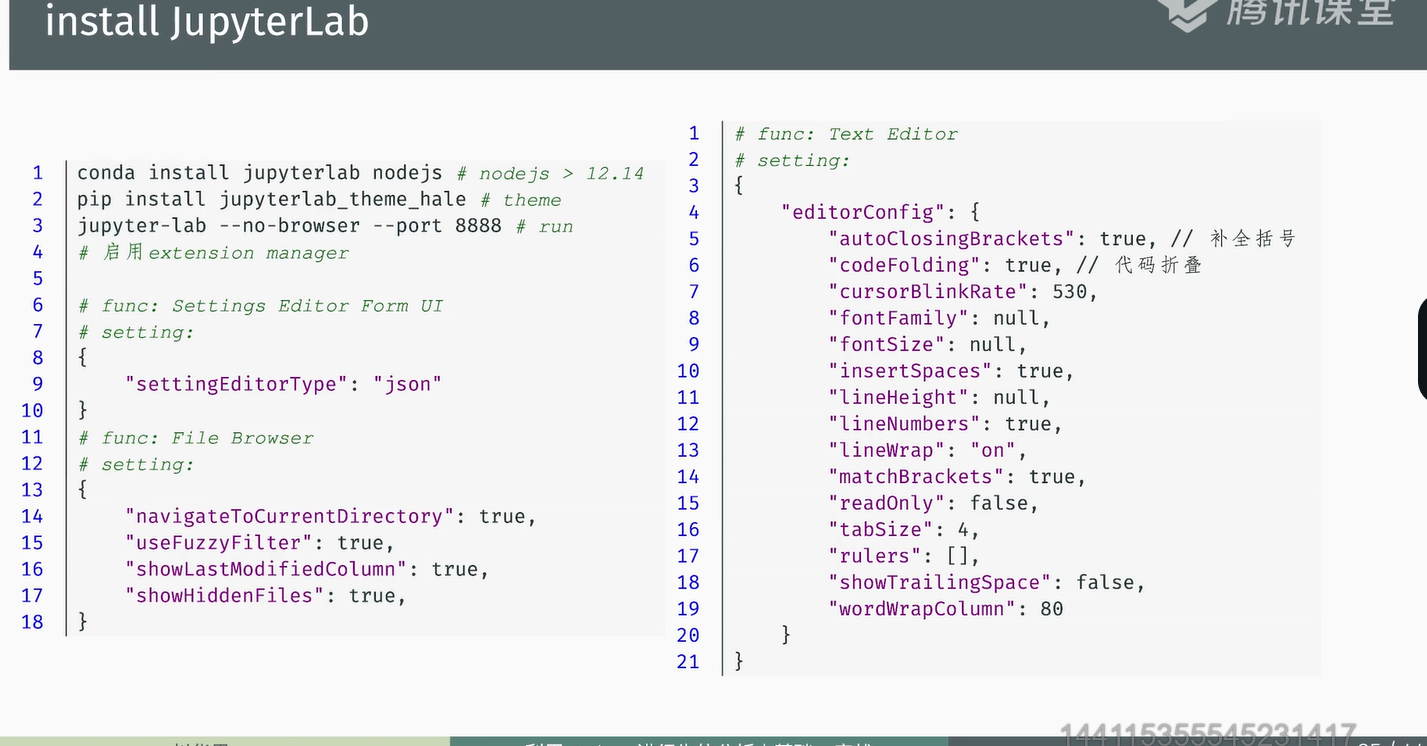 install JupyterLab
腾讯课堂
1 conda install jupyterlab nodejs # nodejs > 12.14
2 pip install jupyterlab_theme_hale # theme
3 jupyter-lab --no-browser --port 8888 # run
4 # 启用extension manager
5
6 # func: Settings Editor Form UI
7 # setting:
8 {
9 "settingEditorType": "json"
10 }
11 # func: File Browser
12 # setting:
13 {
14 "navigateToCurrentDirectory": true,
15 "useFuzzyFilter": true,
16 "showLastModifiedColumn": true,
17 "showHiddenFiles": true,
18 }
1 # func: Text Editor
2 # setting:
3 {
4 "editorConfig": {
5 "autoClosingBrackets": true, // 补全括号
6 "codeFolding": true, // 代码折叠
7 "cursorBlinkRate": 530,
8 "fontFamily": null,
9 "fontSize": null,
10 "insertSpaces": true,
11 "lineHeight": null,
12 "lineNumbers": true,
13 "lineWrap": "on",
14 "matchBrackets": true,
15 "readOnly": false,
16 "tabSize": 4,
17 "rulers": [],
18 "showTrailingSpace": false,
19 "wordWrapColumn": 80
20 }
21 }
144115355545231417